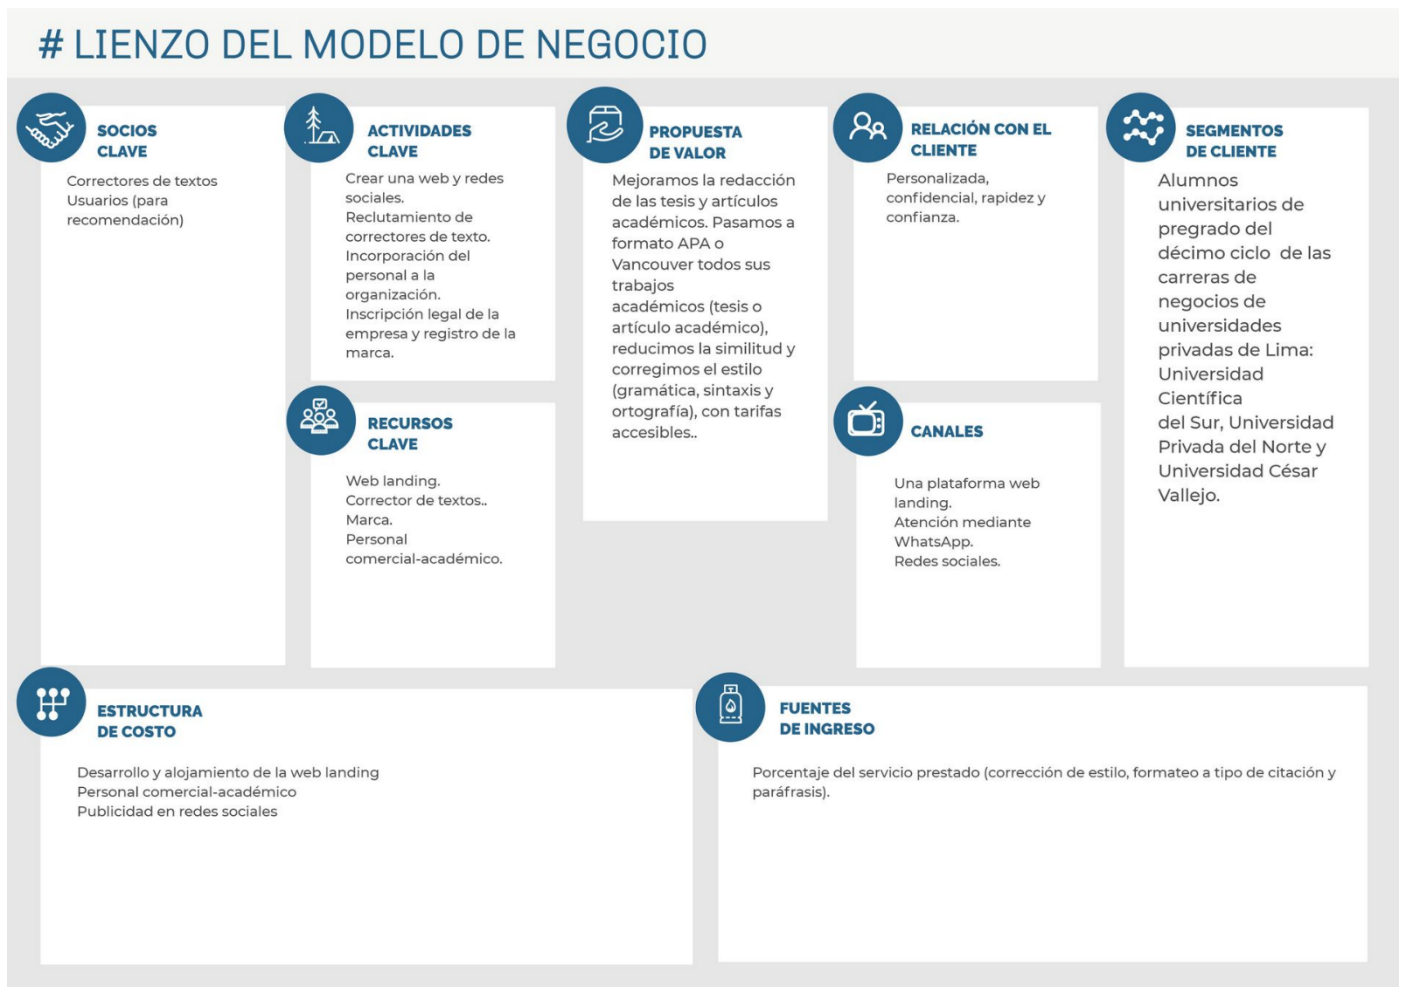 # LIENZO DEL MODELO DE NEGOCIO
SOCIOS
CLAVE
Correctores de textos
Usuarios (para
recomendación)
ACTIVIDADES
CLAVE
Crear una web y redes
sociales.
Reclutamiento de
correctores de texto.
Incorporación del
personal a la
organización.
Inscripción legal de la
empresa y registro de la
marca.
RECURSOS
CLAVE
Web landing.
Corrector de textos..
Marca.
Personal
comercial-académico.
PROPUESTA
DE VALOR
Mejoramos la redacción
de las tesis y artículos
académicos. Pasamos a
formato APA o
Vancouver todos sus
trabajos
académicos (tesis o
artículo académico),
reducimos la similitud y
corregimos el estilo
(gramática, sintaxis y
ortografía), con tarifas
accesibles..
RELACIÓN CON EL
CLIENTE
Personalizada,
confidencial, rapidez y
confianza.
CANALES
Una plataforma web
landing.
Atención mediante
WhatsApp.
Redes sociales.
SEGMENTOS
DE CLIENTE
Alumnos
universitarios de
pregrado del
décimo ciclo de las
carreras de
negocios de
universidades
privadas de Lima:
Universidad
Científica
del Sur, Universidad
Privada del Norte y
Universidad César
Vallejo.
ESTRUCTURA
DE COSTO
Desarrollo y alojamiento de la web landing
Personal comercial-académico
Publicidad en redes sociales
FUENTES
DE INGRESO
Porcentaje del servicio prestado (corrección de estilo, formateo a tipo de citación y
paráfrasis).